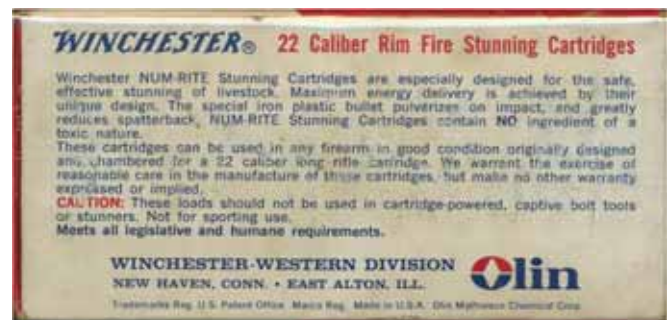 WINCHESTER® 22 Caliber Rim Fire Stunning Cartridges
Winchester NUM-RITE Stunning Cartridges are especially designed for the safe,
effective stunning of livestock. Maximum energy delivery is achieved by their
unique design. The special iron plastic bullet pulverizes on impact, and greatly
reduces spatterback. NUM-RITE Stunning Cartridges contain NO ingredient of a
toxic nature.
These cartridges can be used in any firearm in good condition originally designed
and chambered for a 22 caliber long rifle cartridge. We warrant the exercise of
reasonable care in the manufacture of these cartridges, but make no other warranty
expressed or implied.
CAUTION: These loads should not be used in cartridge-powered, captive bolt tools
or stunners. Not for sporting use.
Meets all legislative and humane requirements.
WINCHESTER-WESTERN DIVISION
NEW HAVEN, CONN. • EAST ALTON, ILL.
Olin
Trademarks Reg. U.S. Patent Office Marca Reg. Made in U.S.A. Olin Mathieson Chemical Corp.